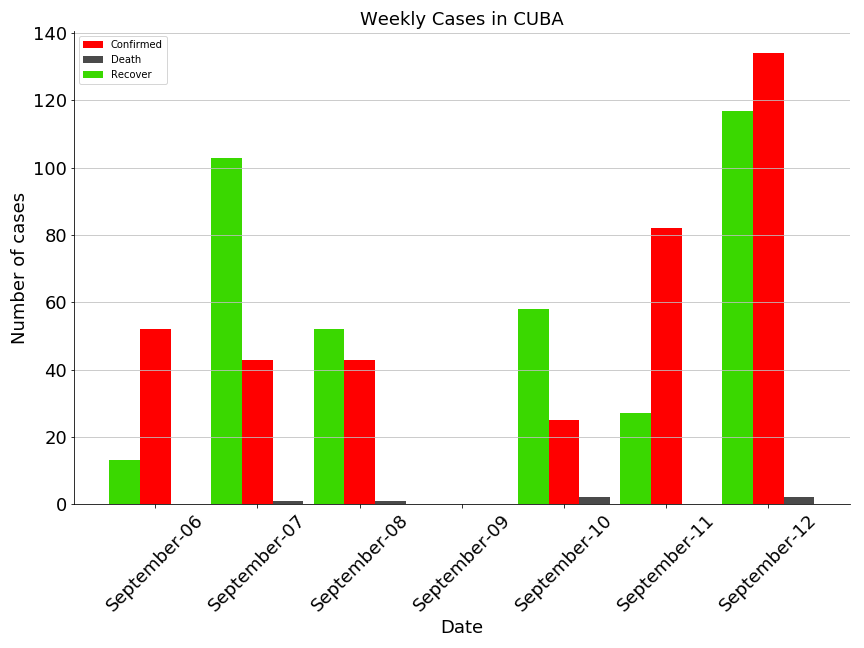 Weekly Cases in CUBA
Confirmed
Death
Recover
140
120
100
80
60
40
20
0
Number of cases
September-06
September-07
September-08
September-09
September-10
September-11
September-12
Date